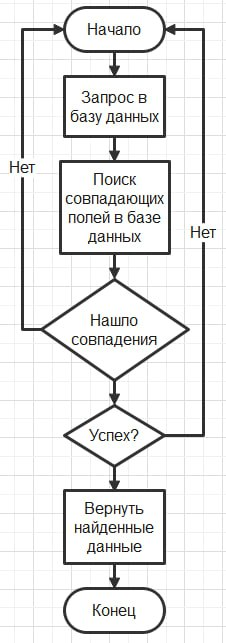 Начало
Запрос в
базу данных
Нет
Поиск
совпадающих
полей в базе
данных
Нет
Нашло
совпадения
Успех?
Вернуть
найденные
данные
Конец